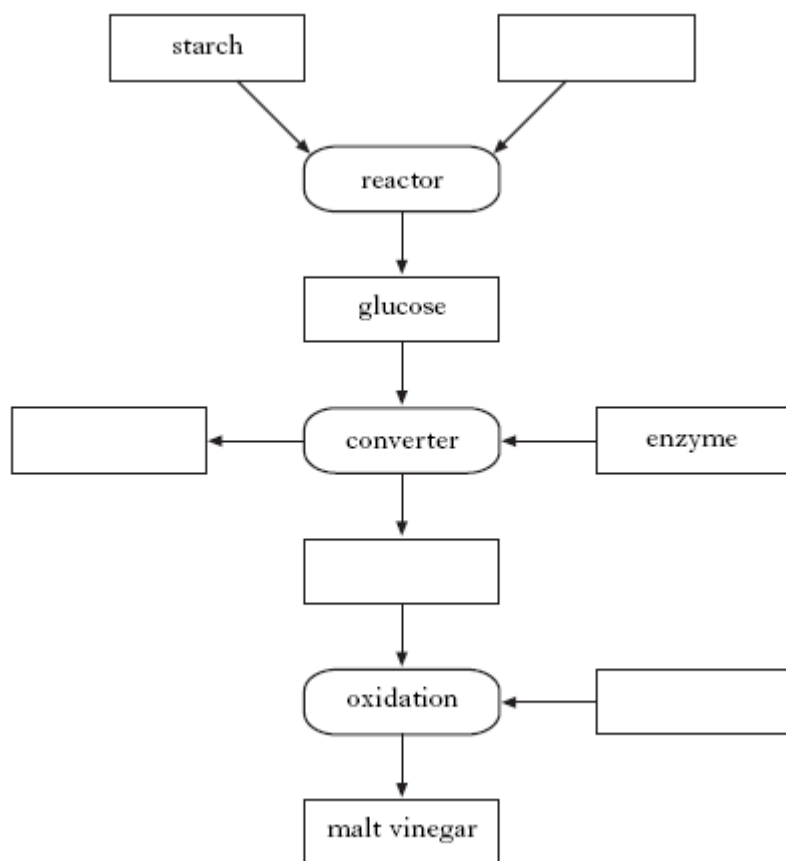 starch
reactor
glucose
converter
enzyme
oxidation
malt vinegar